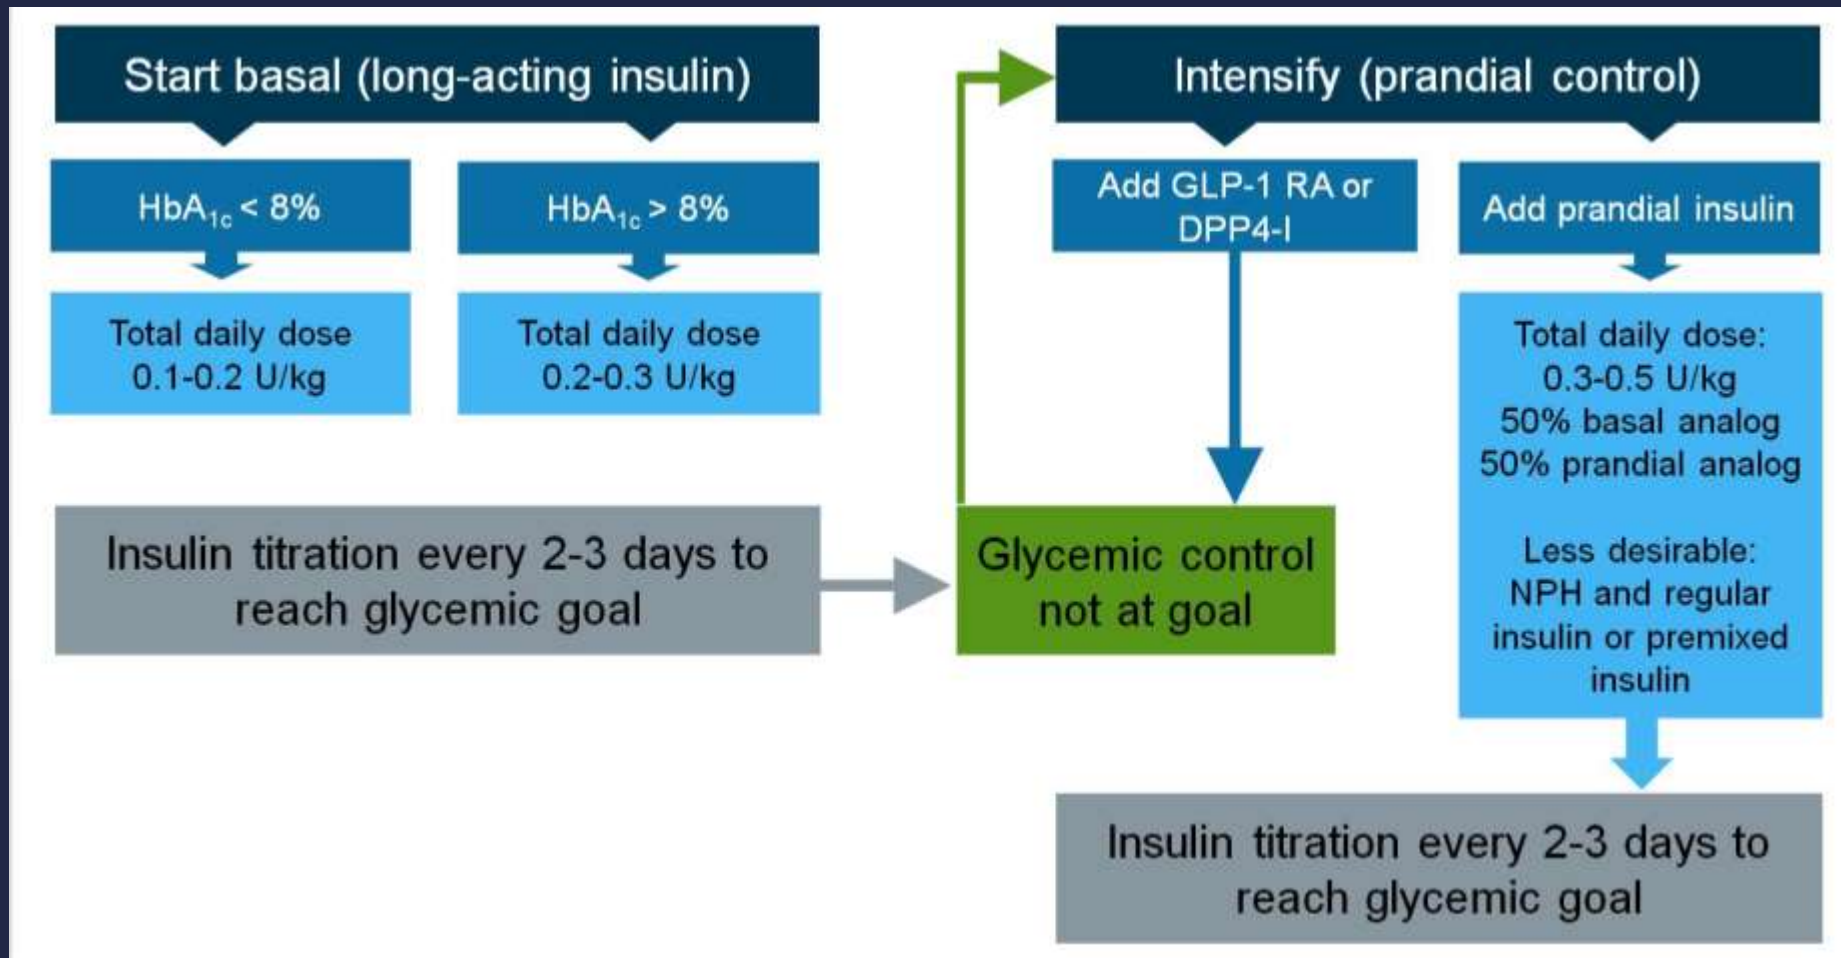 Start basal (long-acting insulin)
HbA1c < 8%
HbA1c > 8%
Total daily dose
0.1-0.2 U/kg
Total daily dose
0.2-0.3 U/kg
Insulin titration every 2-3 days to
reach glycemic goal
Glycemic control
not at goal
Intensify (prandial control)
Add GLP-1 RA or
DPP4-I
Add prandial insulin
Total daily dose:
0.3-0.5 U/kg
50% basal analog
50% prandial analog
Less desirable:
NPH and regular
insulin or premixed
insulin
Insulin titration every 2-3 days to
reach glycemic goal